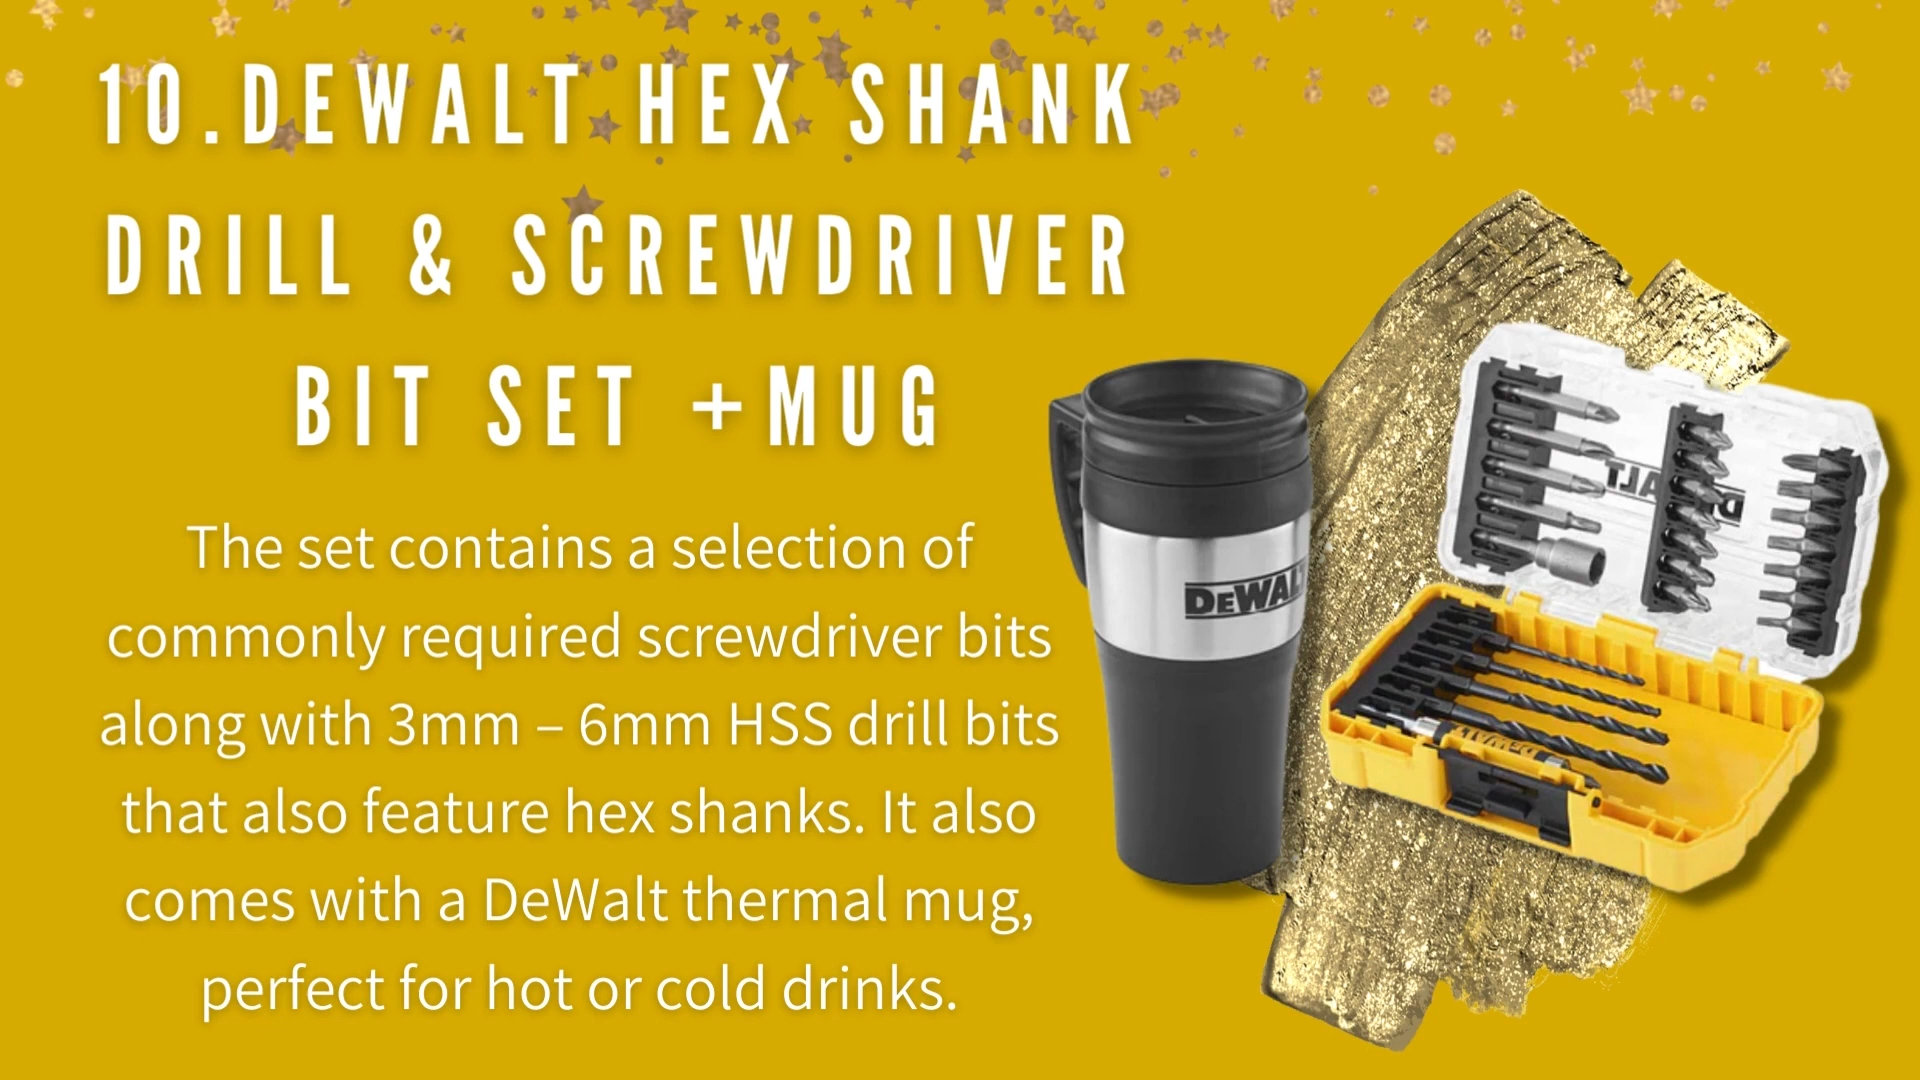 10.DEWALT HEX SHANK
DRILL & SCREWDRIVER
BIT SET +MUG
The set contains a selection of
commonly required screwdriver bits
along with 3mm – 6mm HSS drill bits
that also feature hex shanks. It also
comes with a DeWalt thermal mug,
perfect for hot or cold drinks.
DEWALT
DEWALT